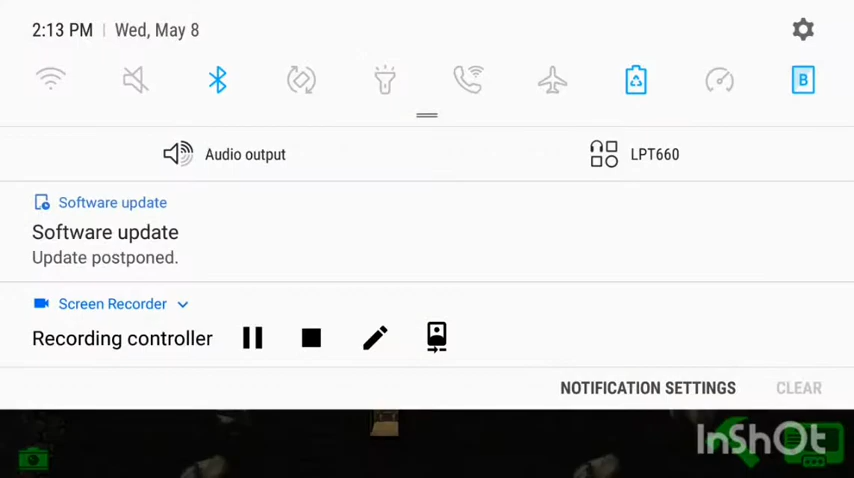 2:13 PM | Wed, May 8
B
Audio output
LPT660
Software update
Software update
Update postponed.
Screen Recorder
Recording controller
NOTIFICATION SETTINGS
CLEAR
InShOt